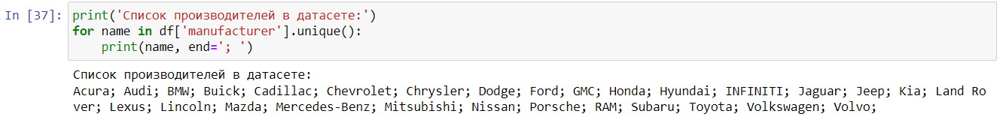 In [37]: print('Список производителей в датасете:')
for name in df['manufacturer'].unique():
    print(name, end='; ')
Список производителей в датасете:
Acura; Audi; BMW; Buick; Cadillac; Chevrolet; Chrysler; Dodge; Ford; GMC; Honda; Hyundai; INFINITI; Jaguar; Jeep; Kia; Land Ro
ver; Lexus; Lincoln; Mazda; Mercedes-Benz; Mitsubishi; Nissan; Porsche; RAM; Subaru; Toyota; Volkswagen; Volvo;